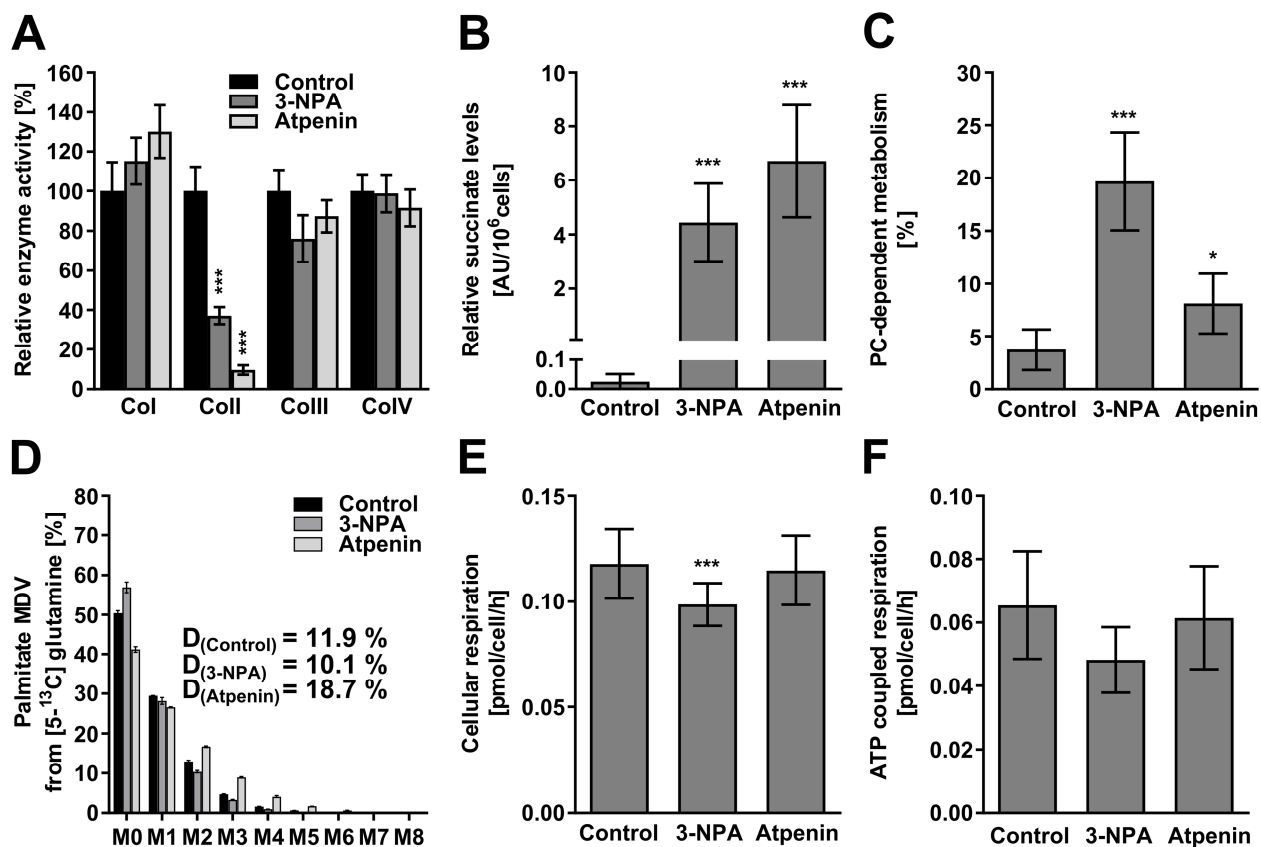 A
Relative enzyme activity [%]
160
140
120
100
80
60
40
20
0
Control
3-NPA
Atpenin
***
***
CoI
CoII
CoIII
CoIV
B
Relative succinate levels
[AU/10⁶cells]
10
8
6
4
2
0.1
0.0
***
***
Control
3-NPA
Atpenin
C
PC-dependent metabolism
[%]
30
25
20
15
10
5
0
***
*
Control
3-NPA
Atpenin
D
Palmitate MDV
from [5-¹³C] glutamine [%]
80
70
60
50
40
30
20
10
0
Control
3-NPA
Atpenin
D(Control) = 11.9 %
D(3-NPA) = 10.1 %
D(Atpenin) = 18.7 %
M0 M1 M2 M3 M4 M5 M6 M7 M8
E
Cellular respiration
[pmol/cell/h]
0.15
0.10
0.05
0.00
***
Control
3-NPA
Atpenin
F
ATP coupled respiration
[pmol/cell/h]
0.10
0.08
0.06
0.04
0.02
0.00
Control
3-NPA
Atpenin